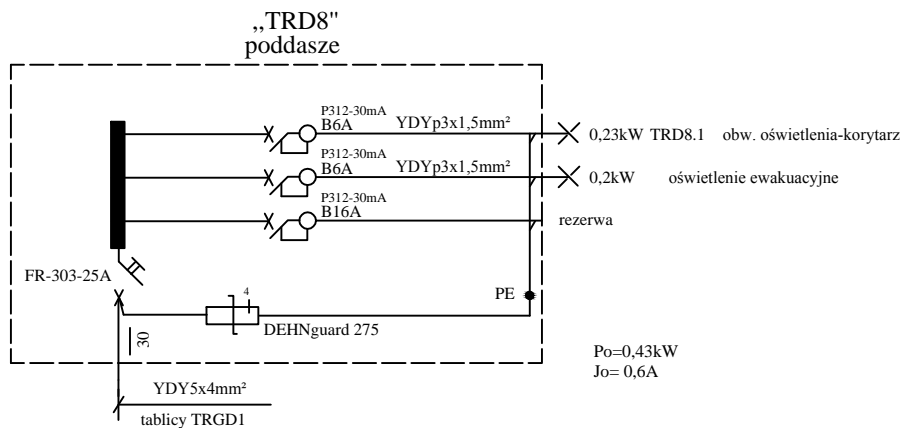 „TRD8"
poddasze
P312-30mA
B6A
YDYp3x1,5mm²
0,23kW TRD8.1 obw. oświetlenia-korytarz
P312-30mA
B6A
YDYp3x1,5mm²
0,2kW oświetlenie ewakuacyjne
P312-30mA
B16A
rezerwa
FR-303-25A
PE
4
DEHNguard 275
30
Po=0,43kW
Jo= 0,6A
YDY5x4mm²
tablicy TRGD1